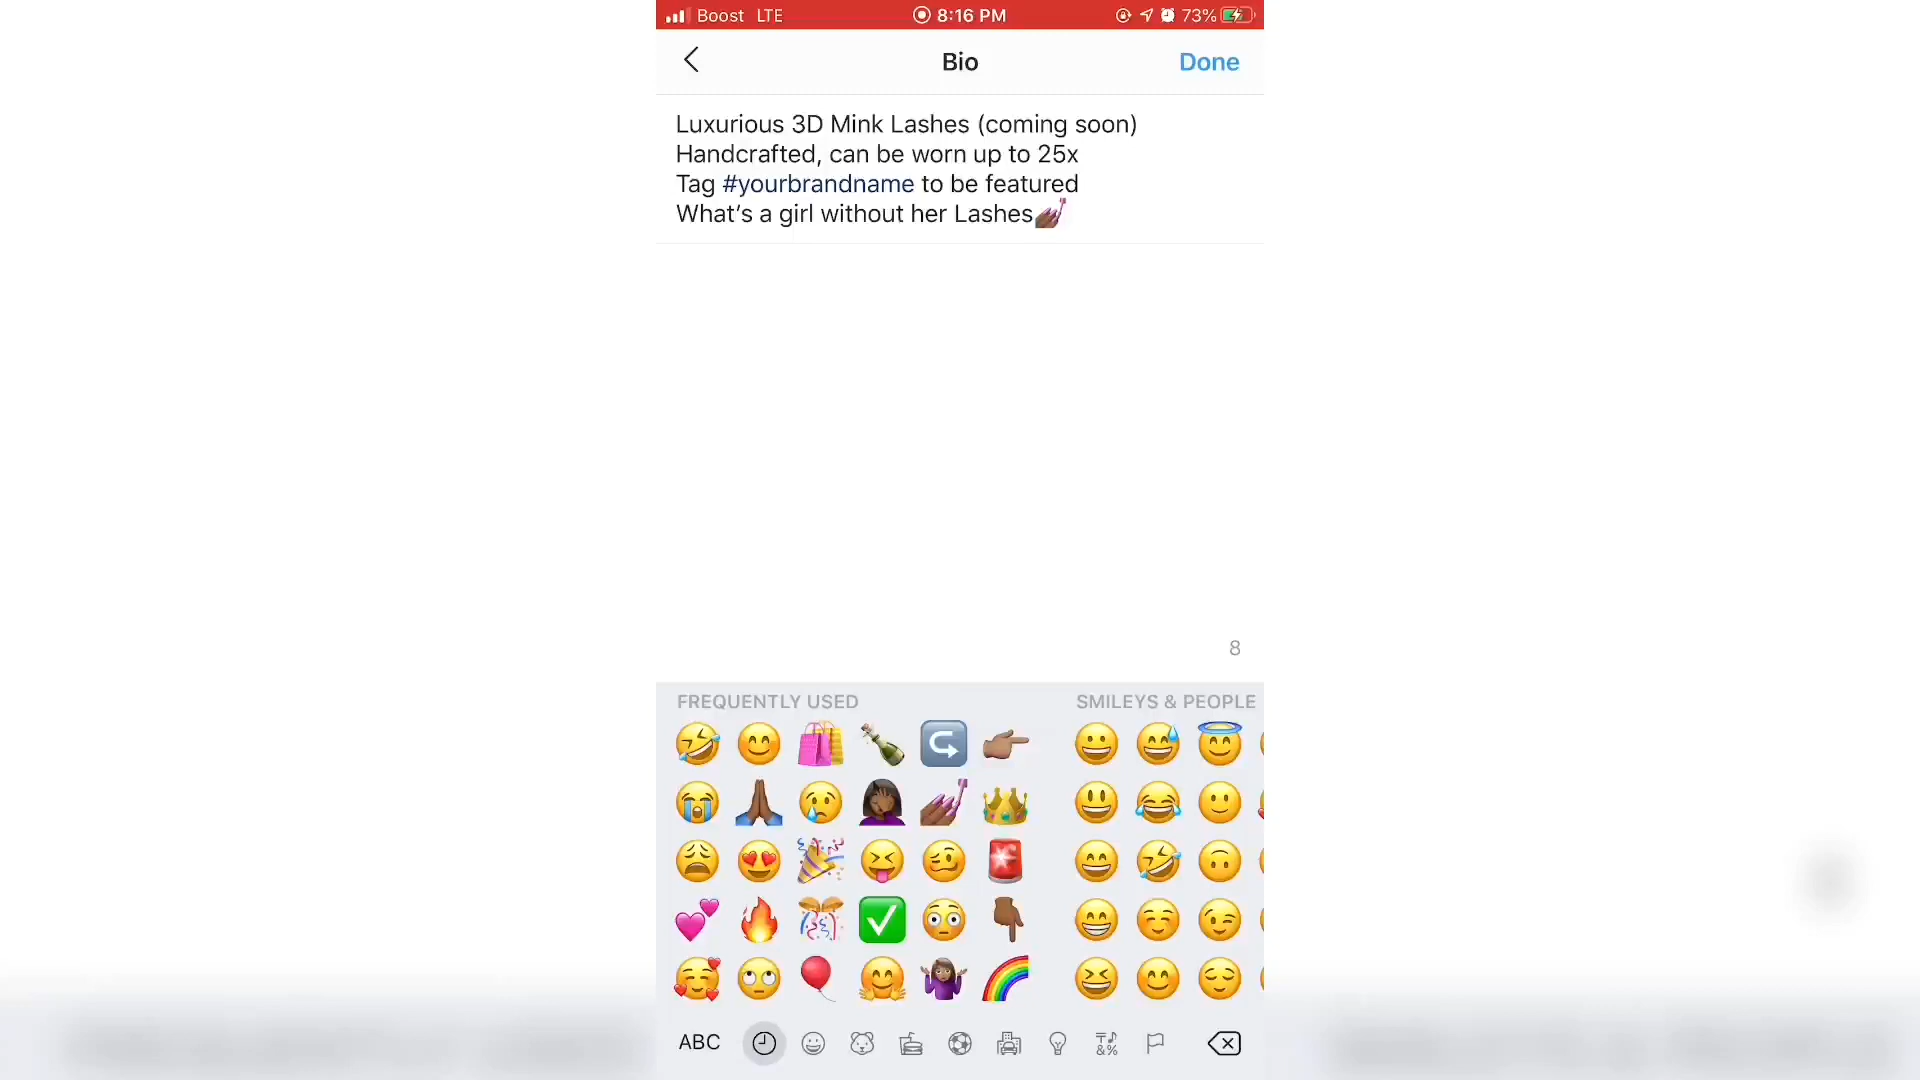 Boost LTE 8:16 PM 73%
Bio Done
Luxurious 3D Mink Lashes (coming soon)
Handcrafted, can be worn up to 25x
Tag #yourbrandname to be featured
What's a girl without her Lashes💅🏾
8
FREQUENTLY USED SMILEYS & PEOPLE
ABC